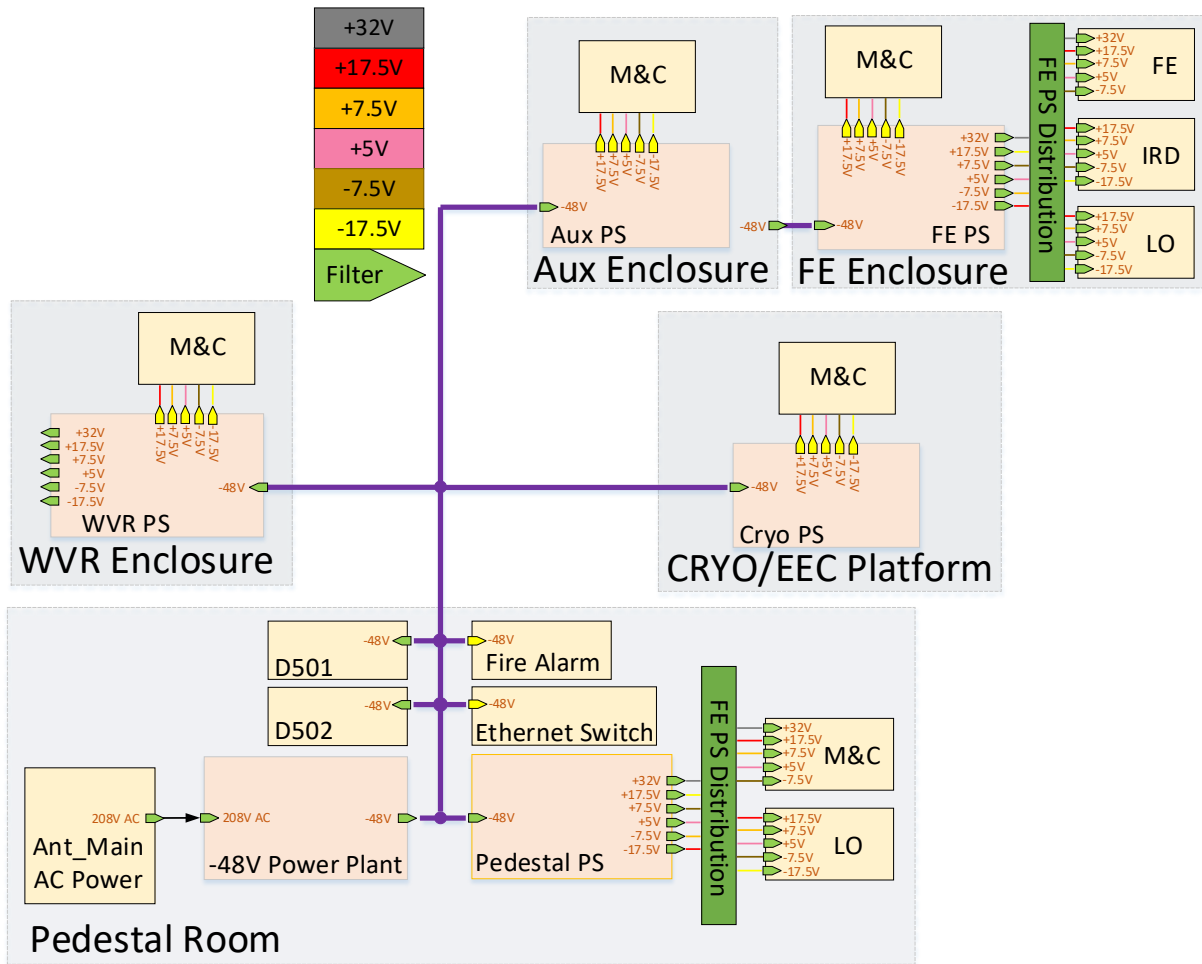 +32V
+17.5V
+7.5V
+5V
-7.5V
-17.5V
Filter
M&C
+17.5V
+7.5V
+5V
-7.5V
-17.5V
-48V
Aux PS
-48V
Aux Enclosure
M&C
+17.5V
+7.5V
+5V
-7.5V
-17.5V
+32V
+17.5V
+7.5V
+5V
-7.5V
-17.5V
-48V
FE PS
FE Enclosure
FE PS Distribution
+32V
+17.5V
+7.5V
+5V
-7.5V
FE
+17.5V
+7.5V
+5V
-7.5V
-17.5V
IRD
+17.5V
+7.5V
+5V
-7.5V
-17.5V
LO
M&C
+17.5V
+7.5V
+5V
-7.5V
-17.5V
+32V
+17.5V
+7.5V
+5V
-7.5V
-17.5V
-48V
WVR PS
WVR Enclosure
M&C
+17.5V
+7.5V
+5V
-7.5V
-17.5V
-48V
Cryo PS
CRYO/EEC Platform
-48V
D501
-48V
Fire Alarm
-48V
D502
-48V
Ethernet Switch
208V AC
Ant_Main
AC Power
208V AC
-48V
-48V Power Plant
-48V
+32V
+17.5V
+7.5V
+5V
-7.5V
-17.5V
Pedestal PS
FE PS Distribution
+32V
+17.5V
+7.5V
+5V
-7.5V
M&C
+17.5V
+7.5V
+5V
-7.5V
-17.5V
LO
Pedestal Room